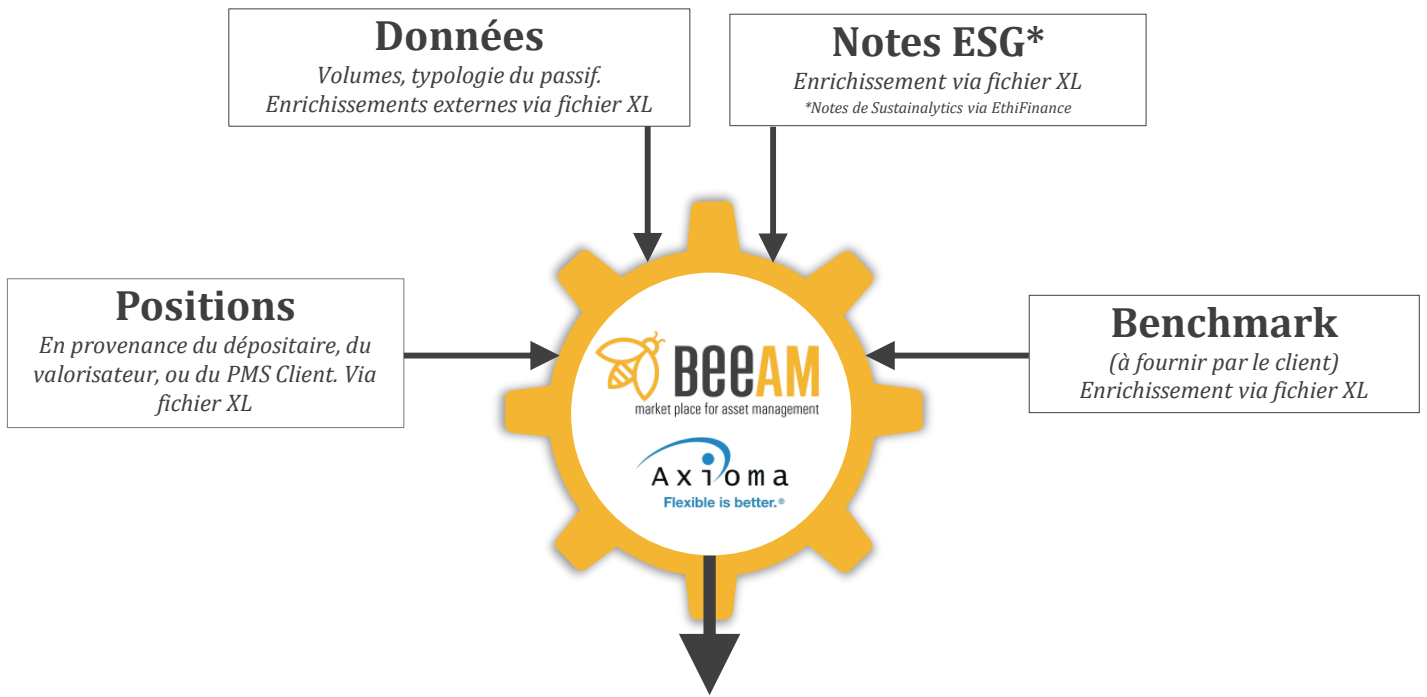 Données
Volumes, typologie du passif.
Enrichissements externes via fichier XL
Notes ESG*
Enrichissement via fichier XL
*Notes de Sustainalytics via EthiFinance
Positions
En provenance du dépositaire, du
valorisateur, ou du PMS Client. Via
fichier XL
BeeAM
market place for asset management
Axioma
Flexible is better.®
Benchmark
(à fournir par le client)
Enrichissement via fichier XL